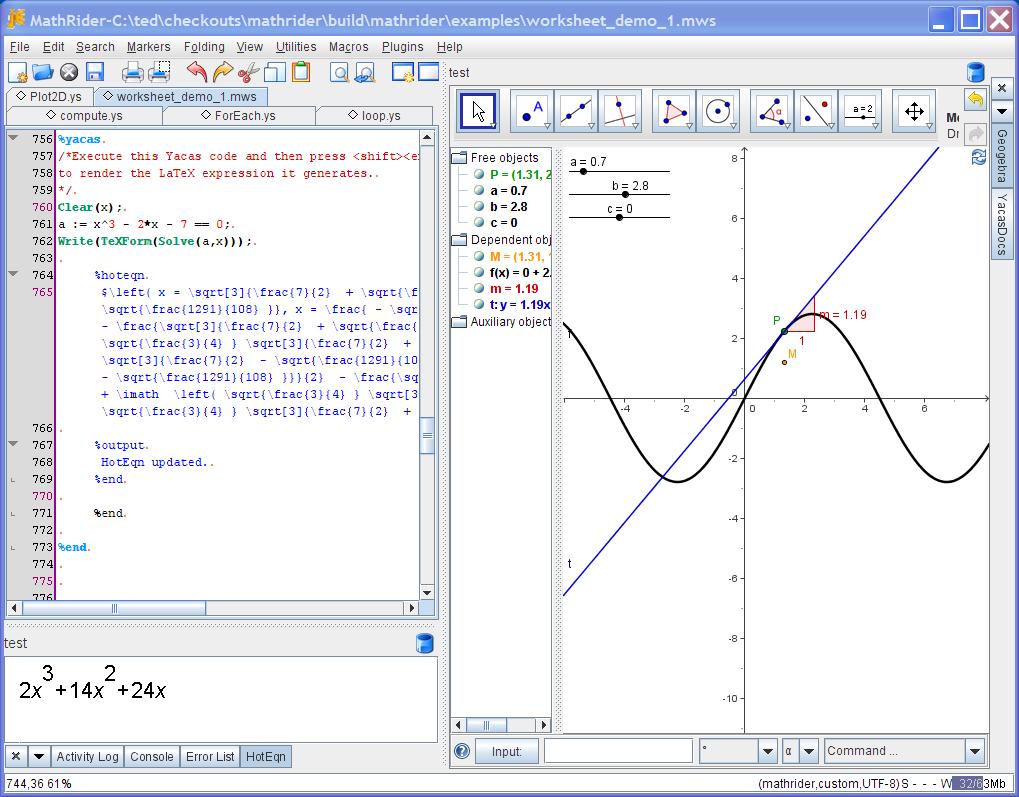 MathRider-C:\ted\checkouts\mathrider\build\mathrider\examples\worksheet_demo_1.mws
File Edit Search Markers Folding View Utilities Macros Plugins Help
Plot2D.ys worksheet_demo_1.mws
compute.ys ForEach.ys loop.ys
756 %yacas.
757 /*Execute this Yacas code and then press <shift><e
758 to render the LaTeX expression it generates..
759 */.
760 Clear(x);.
761 a := x^3 - 2*x - 7 == 0;.
762 Write(TeXForm(Solve(a,x)));.
763 .
764 %hoteqn.
765 $\left( x = \sqrt[3]{\frac{7}{2} + \sqrt{\f
\sqrt{\frac{1291}{108} }}, x = \frac{ - \sqr
- \frac{\sqrt[3]{\frac{7}{2} + \sqrt{\frac{
\sqrt{\frac{3}{4} } \sqrt[3]{\frac{7}{2} +
\sqrt[3]{\frac{7}{2} - \sqrt{\frac{1291}{10
- \sqrt{\frac{1291}{108} }}}{2} - \frac{\sq
+ \imath \left( \sqrt{\frac{3}{4} } \sqrt[3
\sqrt{\frac{3}{4} } \sqrt[3]{\frac{7}{2} +
766 .
767 %output.
768 HotEqn updated..
769 %end.
770 .
771 %end.
772 .
773 %end.
774 .
775 .
776
test
2x^3+14x^2+24x
Activity Log Console Error List HotEqn
744,36 61%
test
A
α
a = 2
Free objects
P = (1.31, 2
a = 0.7
b = 2.8
c = 0
Dependent obj
M = (1.31,
f(x) = 0 + 2.
m = 1.19
t: y = 1.19x
Auxiliary object
a = 0.7
b = 2.8
c = 0
8
6
4
2
0
-2
-4
-6
-8
-10
-4 -2 0 2 4 6
P
m = 1.19
1
M
f
t
Mo
Dr
Geogebra
YacasDocs
Input: ° α Command ...
(mathrider,custom,UTF-8)S - - - W 32/63Mb